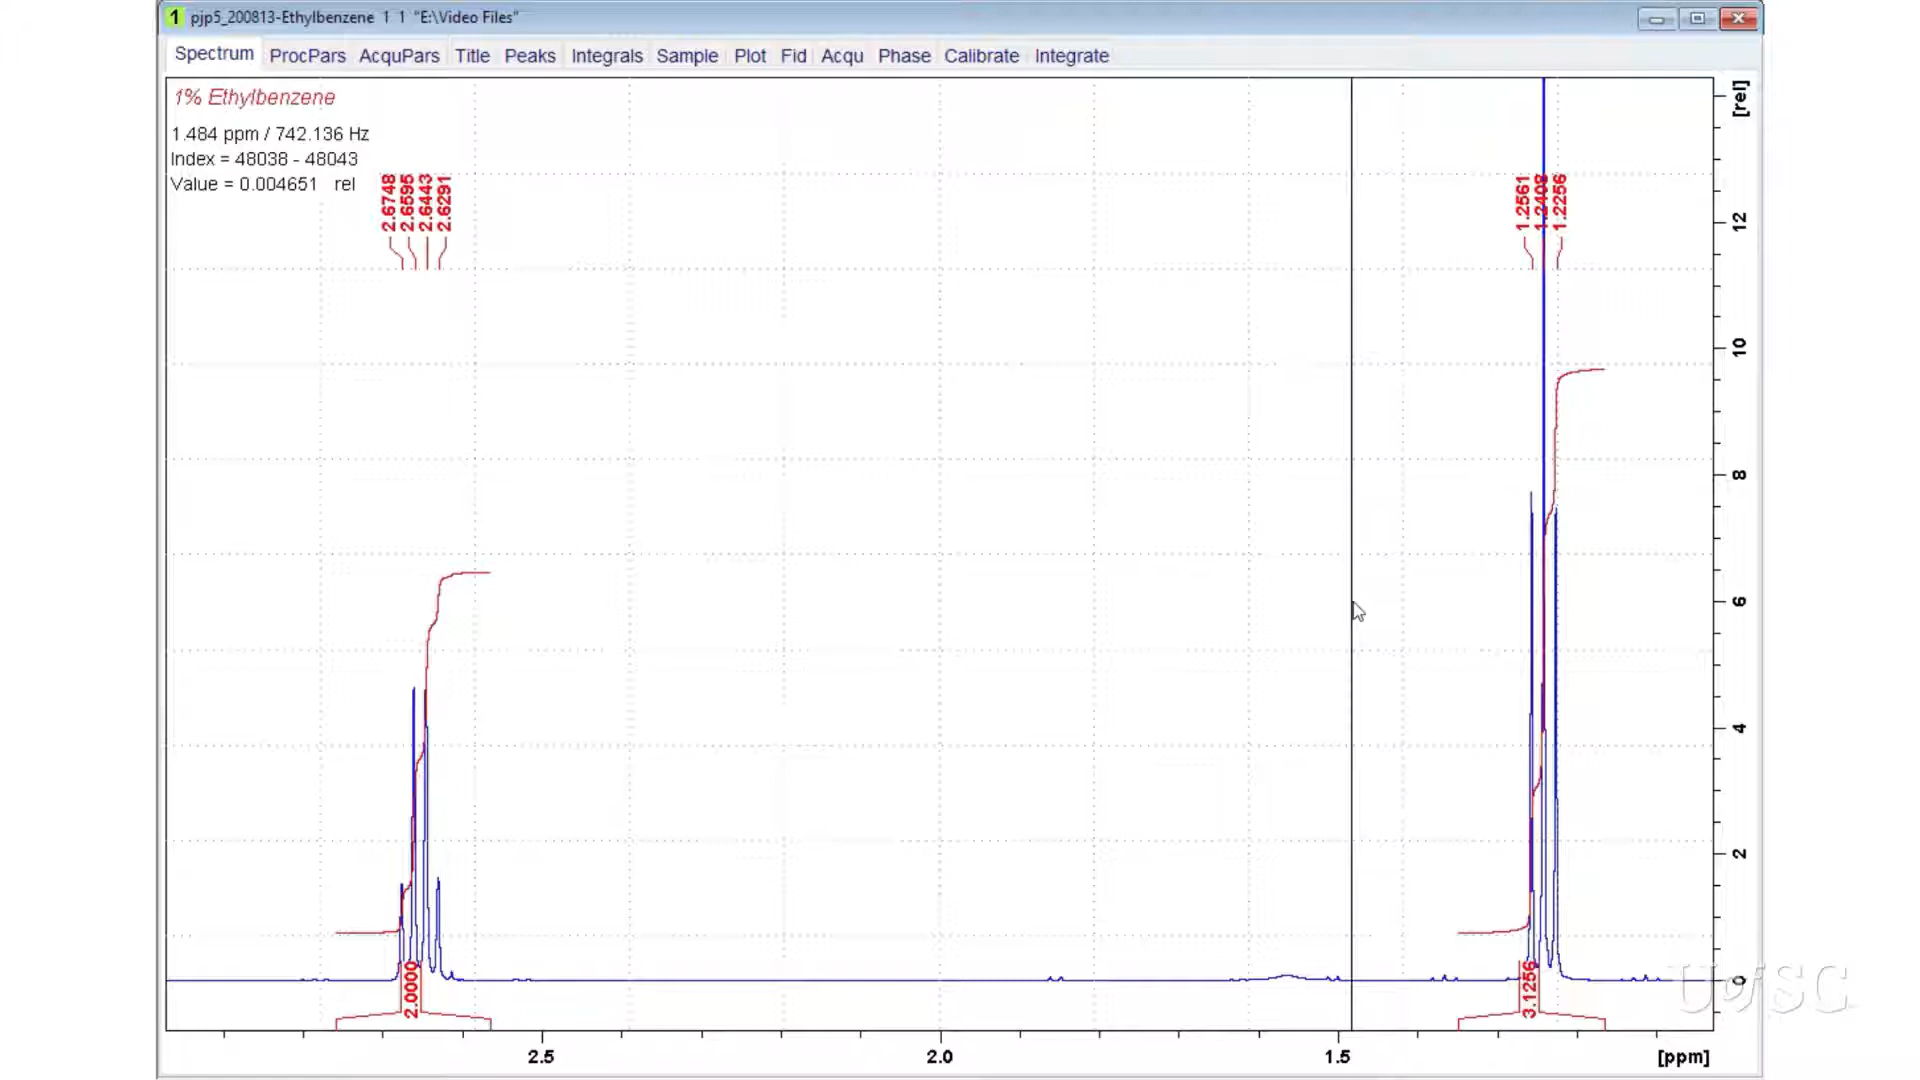 1 pjp5_200813-Ethylbenzene 1 1 "E:\Video Files"
Spectrum ProcPars AcquPars Title Peaks Integrals Sample Plot Fid Acqu Phase Calibrate Integrate
1% Ethylbenzene
1.484 ppm / 742.136 Hz
Index = 48038 - 48043
Value = 0.004651 rel
2.6748
2.6595
2.6443
2.6291
1.2561
1.2408
1.2256
[rel]
12
10
8
6
4
2
0
2.0000
3.1256
2.5 2.0 1.5 [ppm]
UofSC